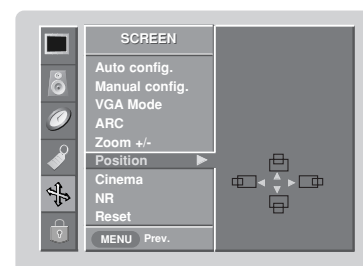 SCREEN
Auto config.
Manual config.
VGA Mode
ARC
Zoom +/-
Position
Cinema
NR
Reset
MENU Prev.